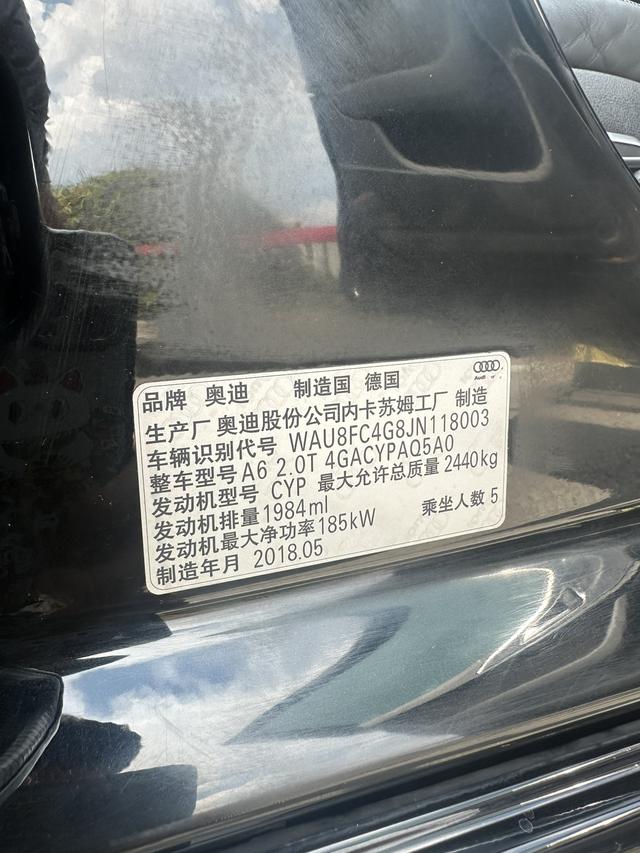 品牌 奥迪 制造国 德国
Audi
生产厂 奥迪股份公司内卡苏姆工厂 制造
车辆识别代号 WAU8FC4G8JN118003
整车型号 A6 2.0T 4GACYPAQ5A0
发动机型号 CYP 最大允许总质量 2440kg
发动机排量 1984ml
发动机最大净功率 185kW 乘坐人数 5
制造年月 2018.05